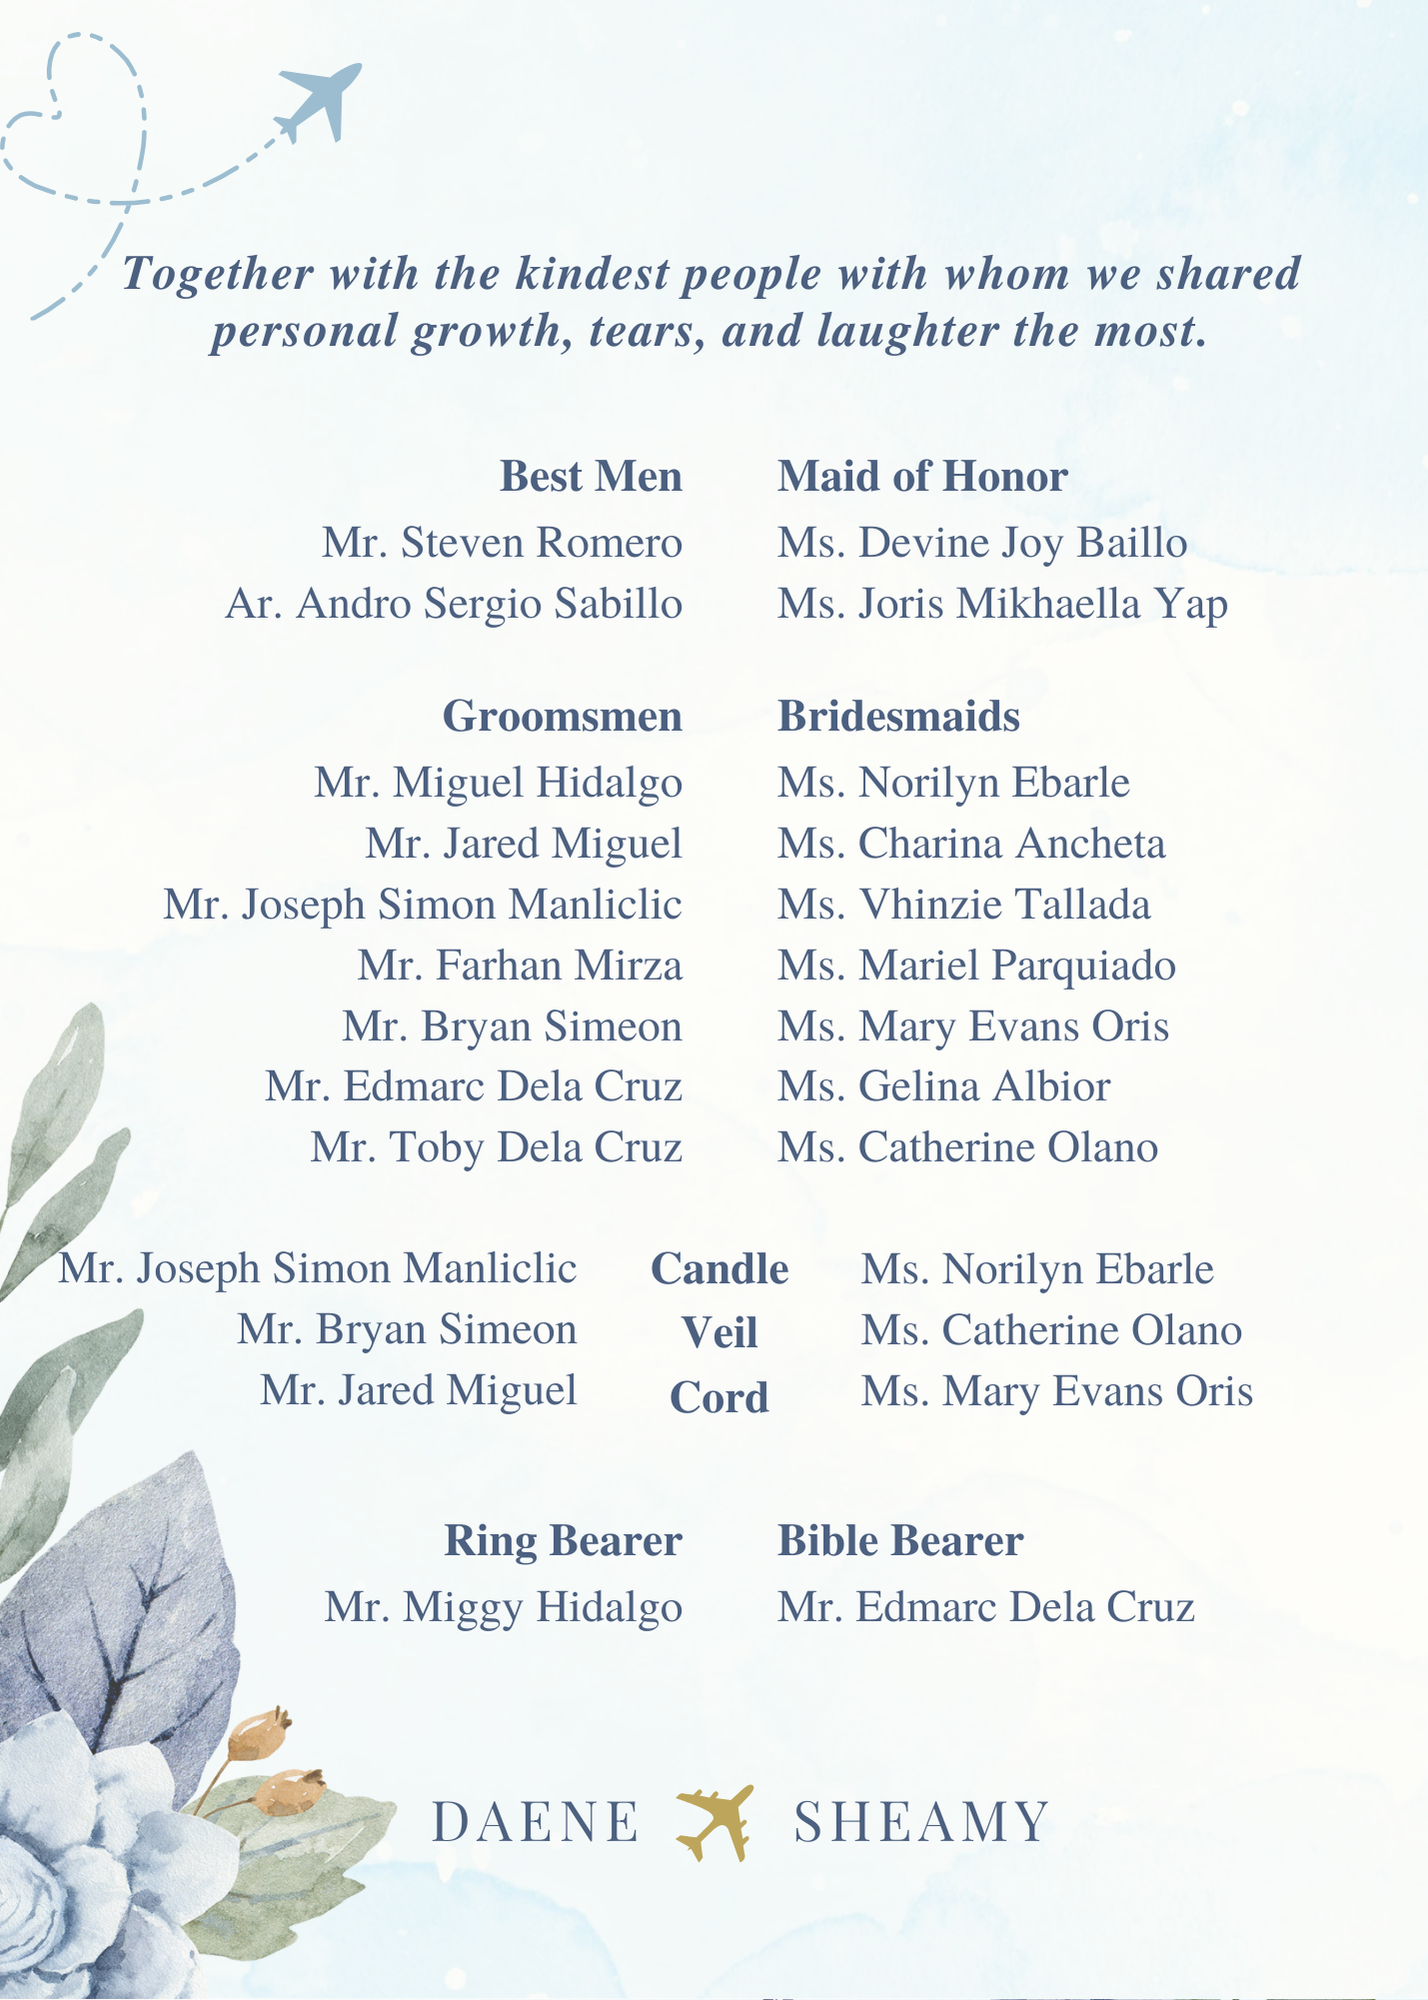 Together with the kindest people with whom we shared
personal growth, tears, and laughter the most.
Best Men
Mr. Steven Romero
Ar. Andro Sergio Sabillo
Maid of Honor
Ms. Devine Joy Baillo
Ms. Joris Mikhaella Yap
Groomsmen
Mr. Miguel Hidalgo
Mr. Jared Miguel
Mr. Joseph Simon Manliclic
Mr. Farhan Mirza
Mr. Bryan Simeon
Mr. Edmarc Dela Cruz
Mr. Toby Dela Cruz
Bridesmaids
Ms. Norilyn Ebarle
Ms. Charina Ancheta
Ms. Vhinzie Tallada
Ms. Mariel Parquiado
Ms. Mary Evans Oris
Ms. Gelina Albior
Ms. Catherine Olano
Mr. Joseph Simon Manliclic Candle Ms. Norilyn Ebarle
Mr. Bryan Simeon Veil Ms. Catherine Olano
Mr. Jared Miguel Cord Ms. Mary Evans Oris
Ring Bearer
Mr. Miggy Hidalgo
Bible Bearer
Mr. Edmarc Dela Cruz
DAENE SHEAMY